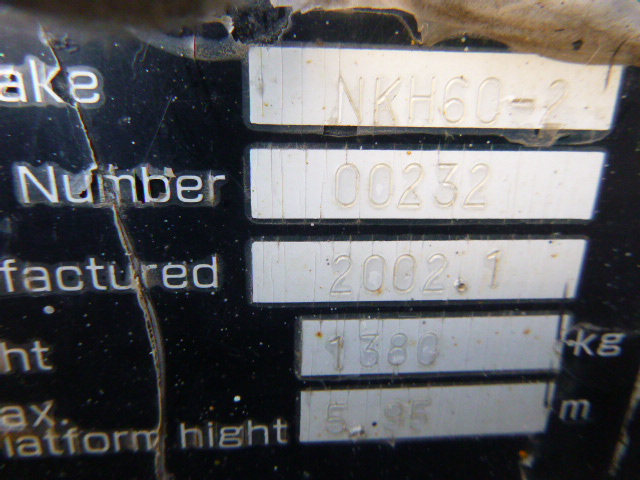 ake NKH60-2
Number 00232
factured 2002.1
ht 1380 kg
ax.
latform hight 5.95 m